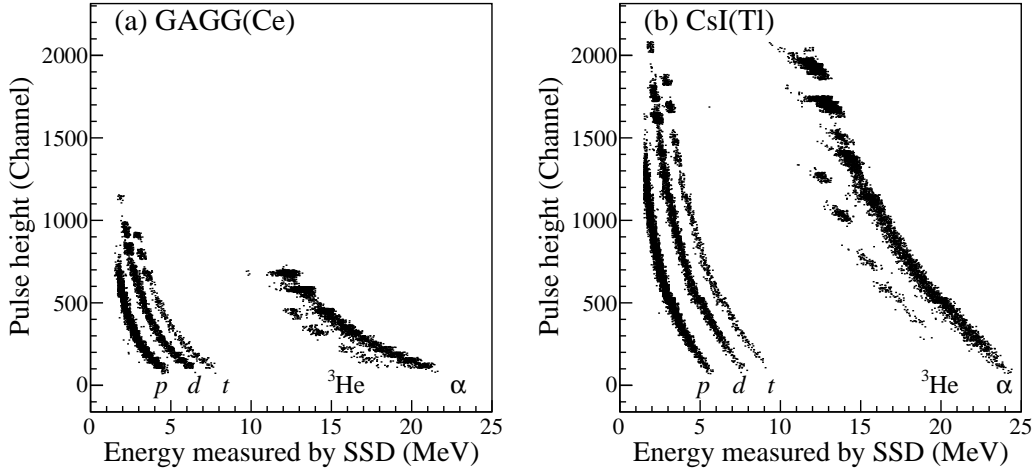 (a) GAGG(Ce)
Pulse height (Channel)
2000
1500
1000
500
0
p d t ³He α
0 5 10 15 20 25
Energy measured by SSD (MeV)
(b) CsI(Tl)
Pulse height (Channel)
2000
1500
1000
500
0
p d t ³He α
0 5 10 15 20 25
Energy measured by SSD (MeV)